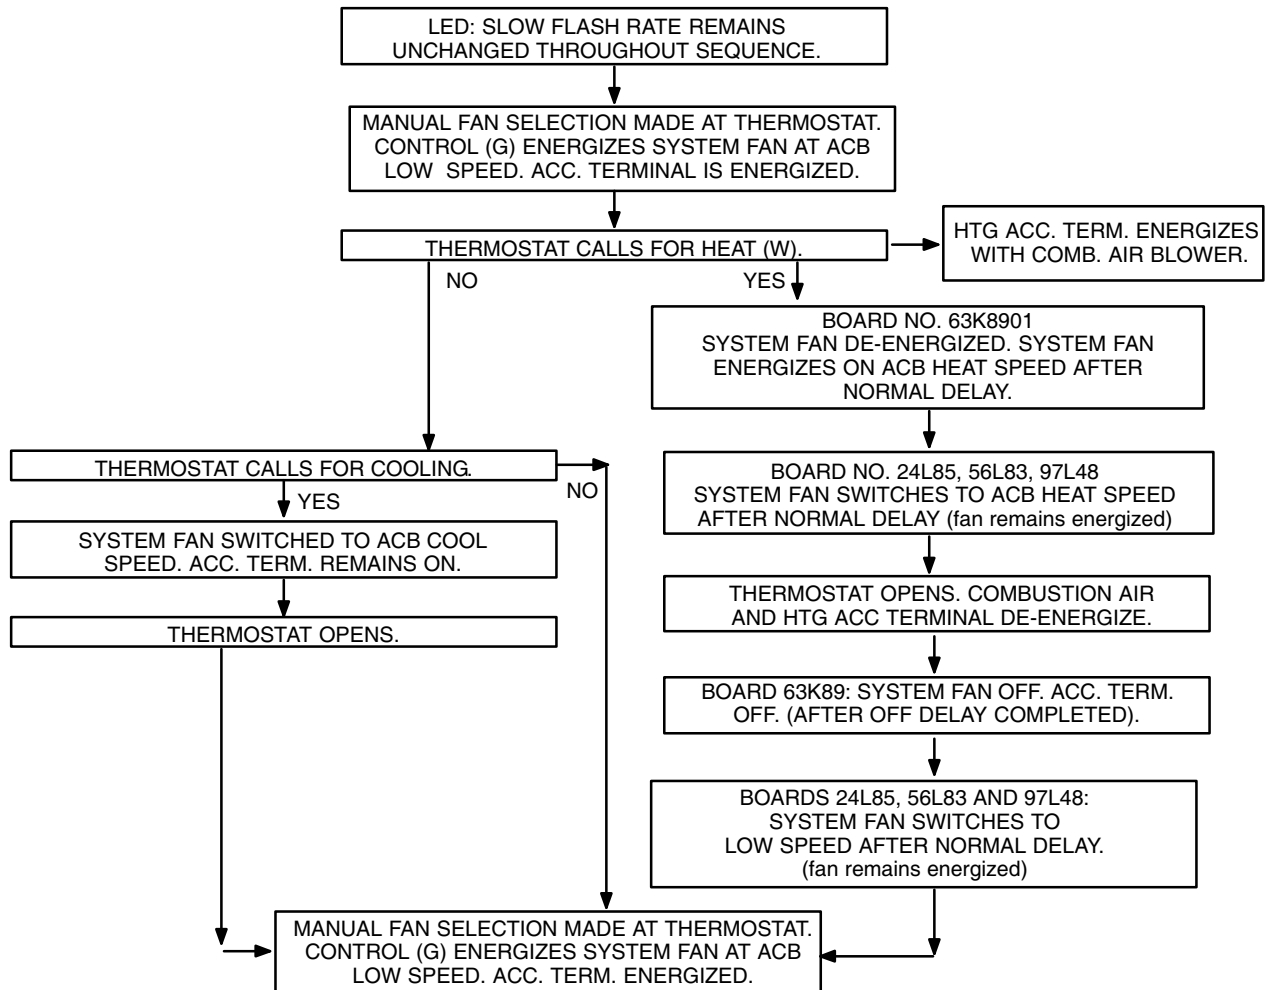 LED: SLOW FLASH RATE REMAINS
UNCHANGED THROUGHOUT SEQUENCE.
MANUAL FAN SELECTION MADE AT THERMOSTAT.
CONTROL (G) ENERGIZES SYSTEM FAN AT ACB
LOW SPEED. ACC. TERMINAL IS ENERGIZED.
THERMOSTAT CALLS FOR HEAT (W).
HTG ACC. TERM. ENERGIZES
WITH COMB. AIR BLOWER.
NO
YES
BOARD NO. 63K8901
SYSTEM FAN DE-ENERGIZED. SYSTEM FAN
ENERGIZES ON ACB HEAT SPEED AFTER
NORMAL DELAY.
THERMOSTAT CALLS FOR COOLING.
NO
YES
SYSTEM FAN SWITCHED TO ACB COOL
SPEED. ACC. TERM. REMAINS ON.
THERMOSTAT OPENS.
BOARD NO. 24L85, 56L83, 97L48
SYSTEM FAN SWITCHES TO ACB HEAT SPEED
AFTER NORMAL DELAY (fan remains energized)
THERMOSTAT OPENS. COMBUSTION AIR
AND HTG ACC TERMINAL DE-ENERGIZE.
BOARD 63K89: SYSTEM FAN OFF. ACC. TERM.
OFF. (AFTER OFF DELAY COMPLETED).
BOARDS 24L85, 56L83 AND 97L48:
SYSTEM FAN SWITCHES TO
LOW SPEED AFTER NORMAL DELAY.
(fan remains energized)
MANUAL FAN SELECTION MADE AT THERMOSTAT.
CONTROL (G) ENERGIZES SYSTEM FAN AT ACB
LOW SPEED. ACC. TERM. ENERGIZED.